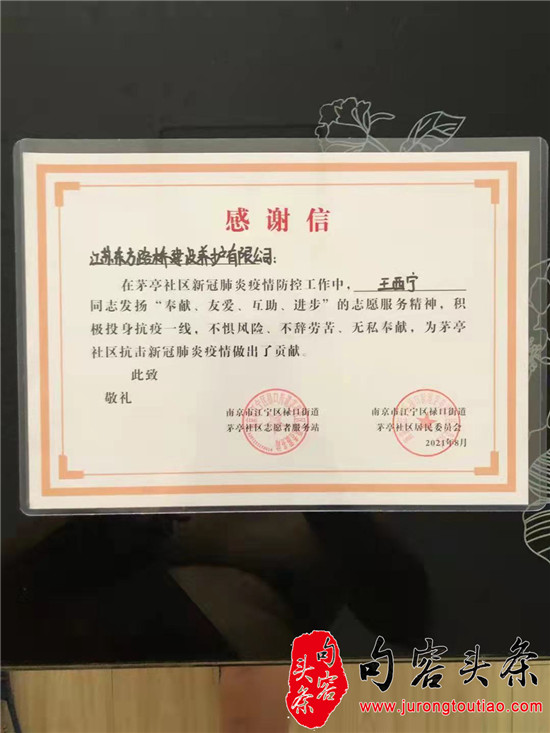 感谢信
江苏东方路桥建设养护有限公司:
在茅亭社区新冠肺炎疫情防控工作中，王西宁
同志发扬“奉献、友爱、互助、进步”的志愿服务精神，积
极投身抗疫一线，不惧风险、不辞劳苦、无私奉献，为茅亭
社区抗击新冠肺炎疫情做出了贡献。
此致
敬礼
南京市江宁区禄口街道 南京市江宁区禄口街道
茅亭社区志愿者服务站 茅亭社区居民委员会
2021年8月
句容头条 句容头条
www.jurongtoutiao.com